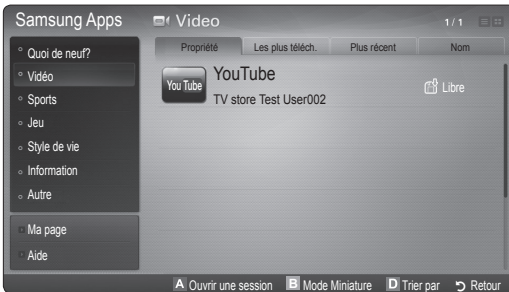 Samsung Apps
Video
1/1
Quoi de neuf?
Vidéo
Sports
Jeu
Style de vie
Information
Autre
Ma page
Aide
Propriété
Les plus téléch.
Plus récent
Nom
You Tube
YouTube
TV store Test User002
Libre
A Ouvrir une session
B Mode Miniature
D Trier par
Retour